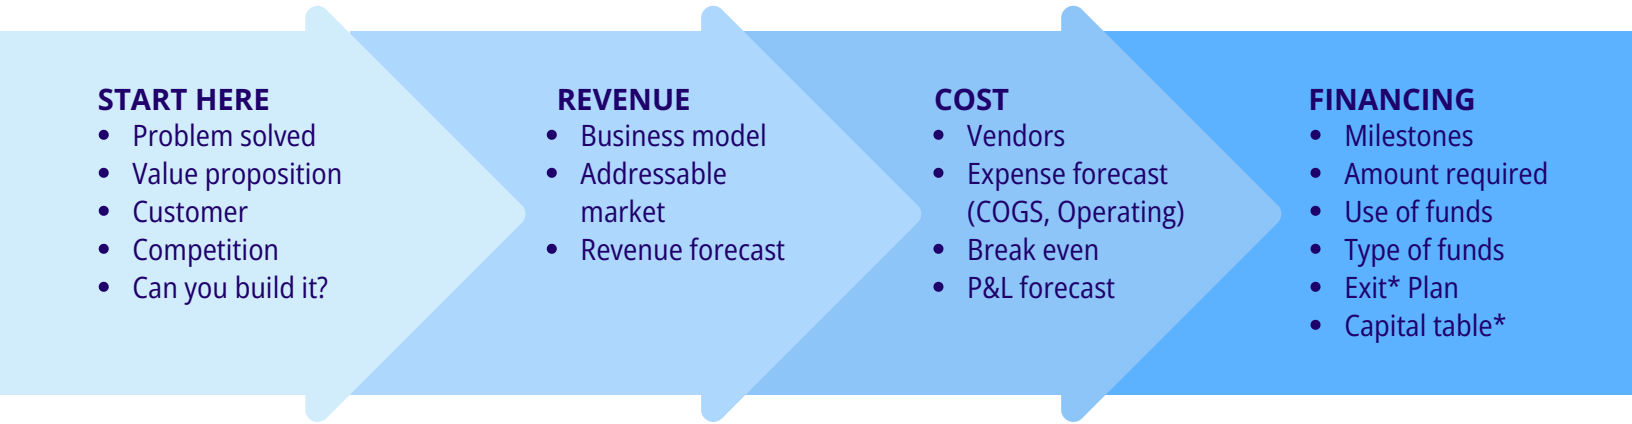 START HERE
• Problem solved
• Value proposition
• Customer
• Competition
• Can you build it?
REVENUE
• Business model
• Addressable
market
• Revenue forecast
COST
• Vendors
• Expense forecast
(COGS, Operating)
• Break even
• P&L forecast
FINANCING
• Milestones
• Amount required
• Use of funds
• Type of funds
• Exit* Plan
• Capital table*